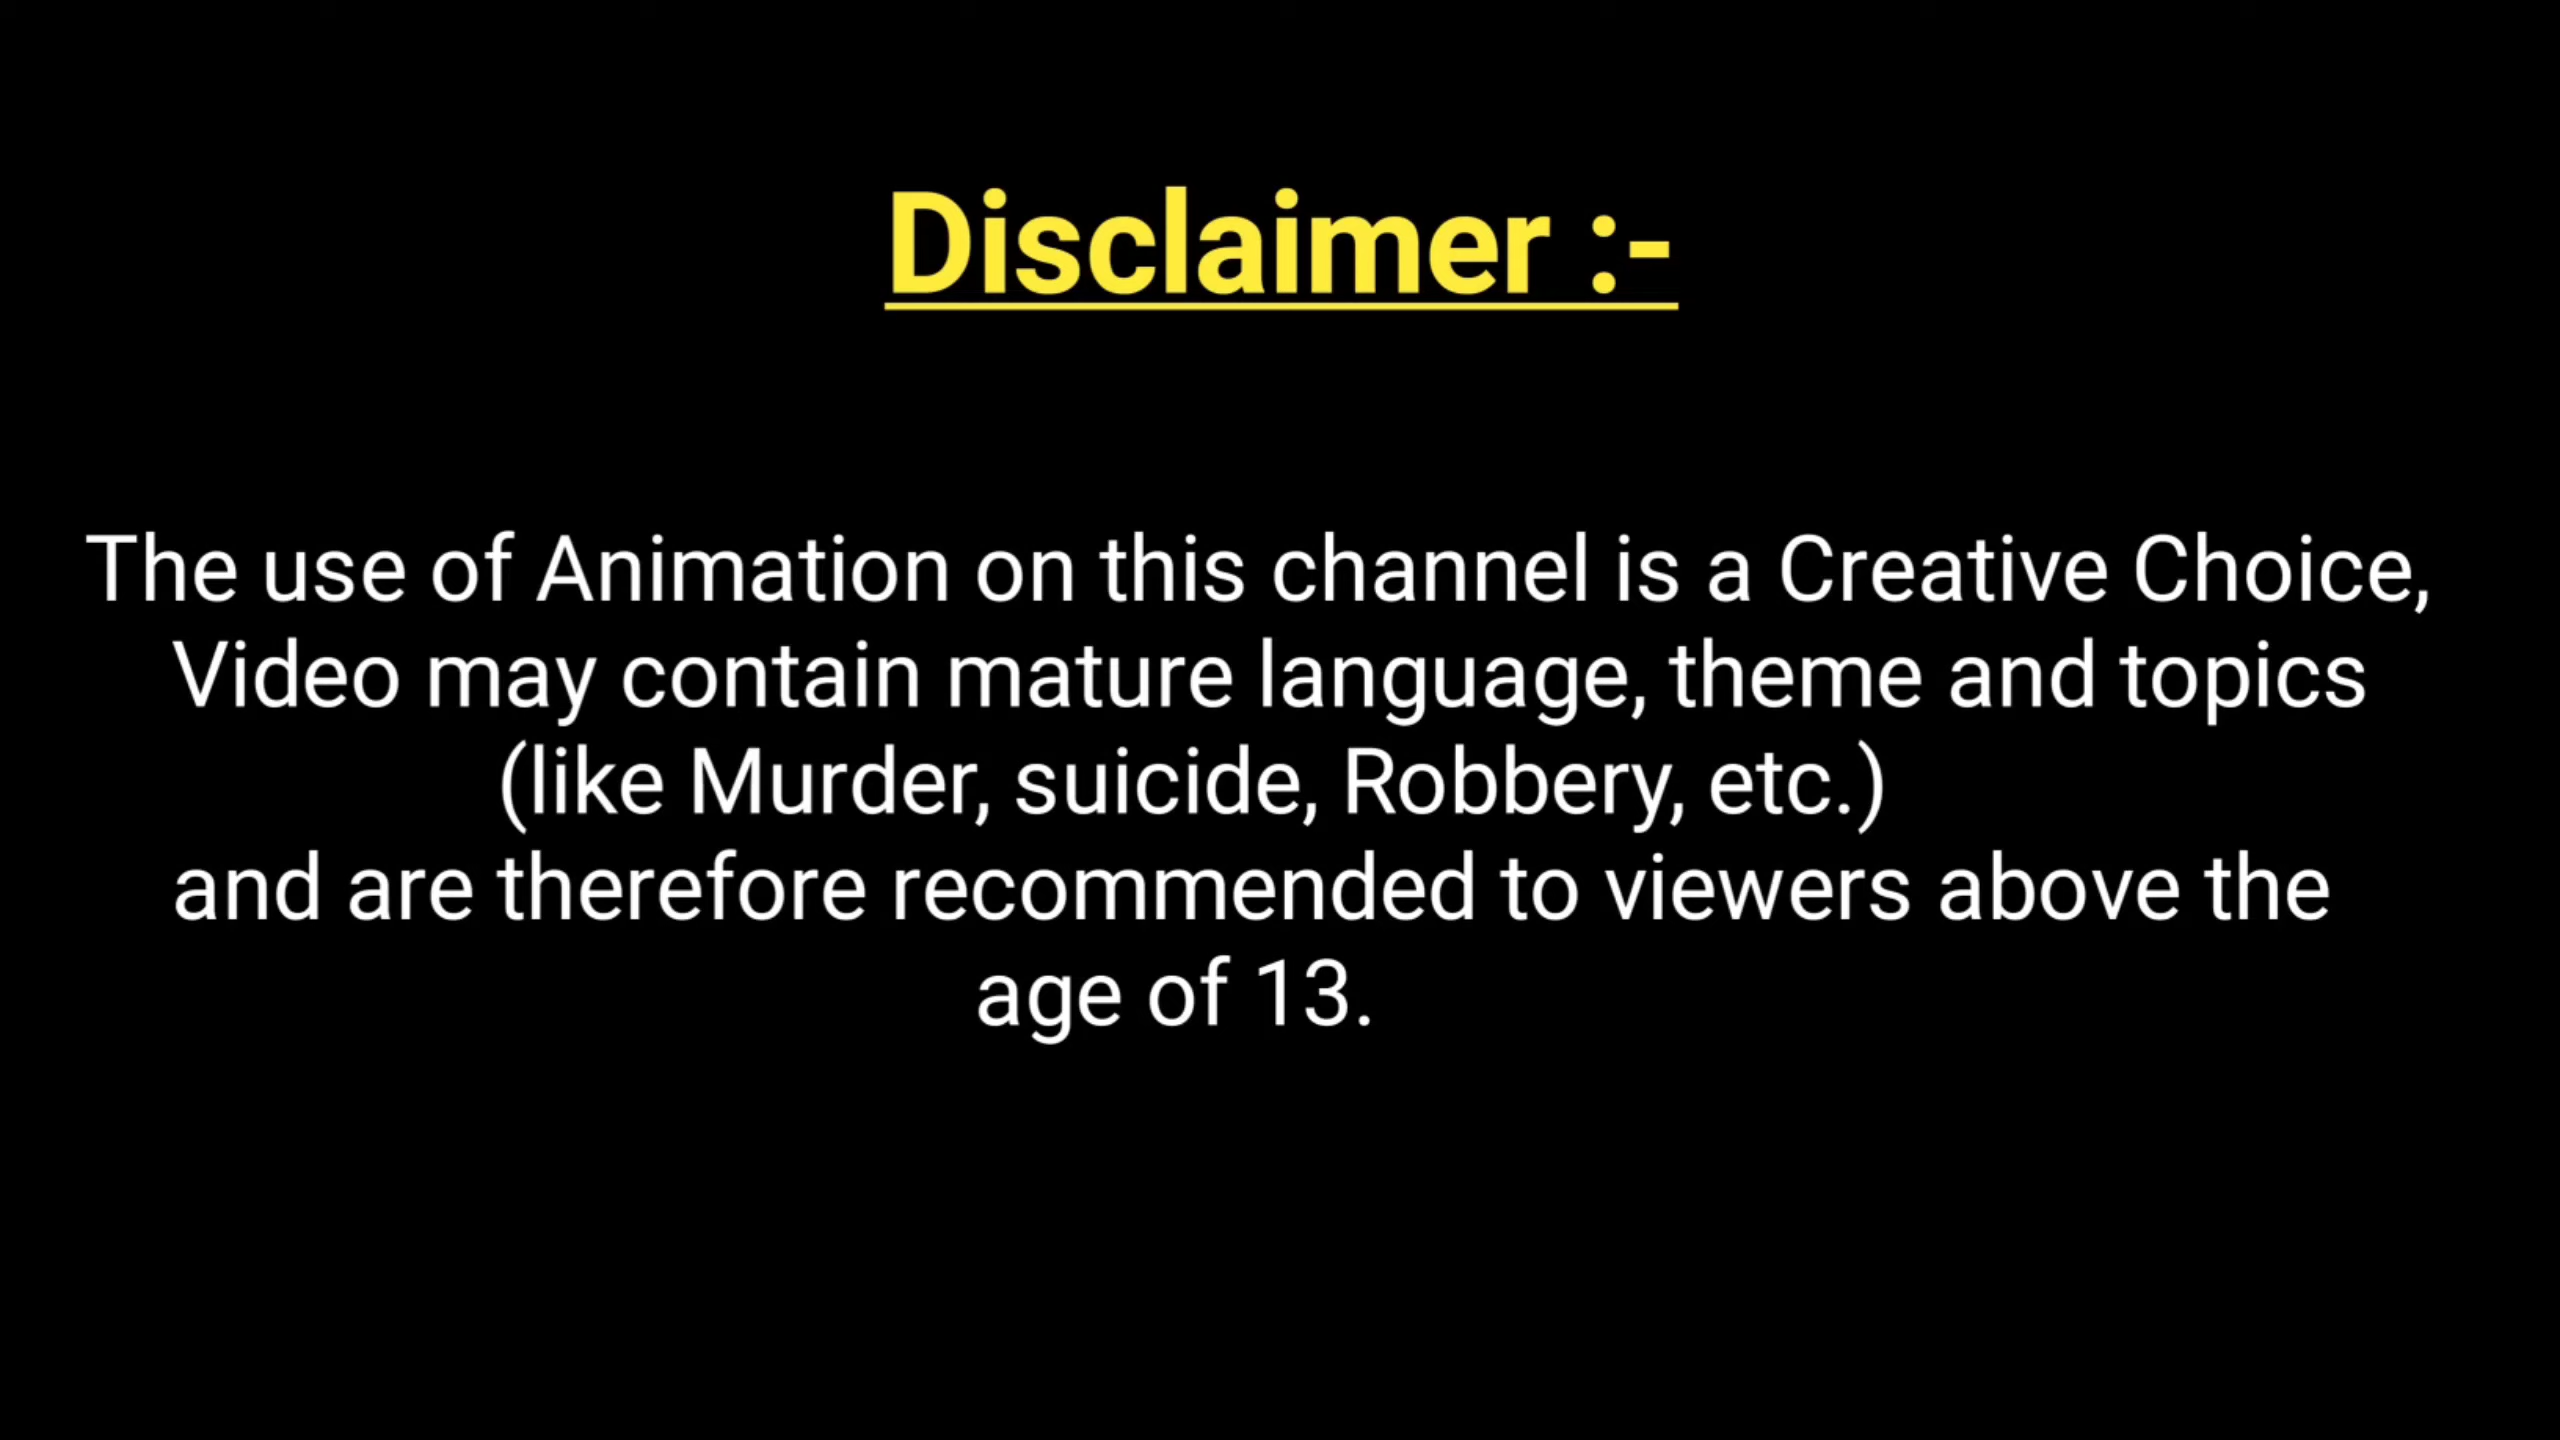 Disclaimer :-
The use of Animation on this channel is a Creative Choice,
Video may contain mature language, theme and topics
(like Murder, suicide, Robbery, etc.)
and are therefore recommended to viewers above the
age of 13.